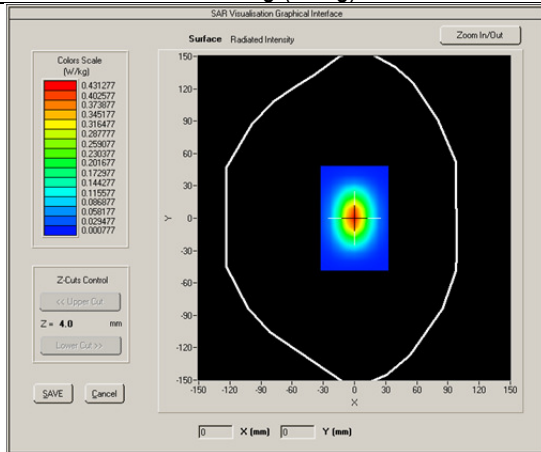 SAR Visualisation Graphical Interface
Surface Radiated Intensity
Zoom In/Out
Colors Scale
(W/kg)
0.431277
0.402577
0.373877
0.345177
0.316477
0.287777
0.259077
0.230377
0.201677
0.172977
0.144277
0.115577
0.086877
0.058177
0.029477
0.000777
150-
120-
90-
60-
30-
Y 0-
-30-
-60-
-90-
-120-
-150-
-150 -120 -90 -60 -30 0 30 60 90 120 150
X
Z-Cuts Control
<< Upper Cut
Z = 4.0 mm
Lower Cut >>
SAVE Cancel
0 X (mm) 0 Y (mm)